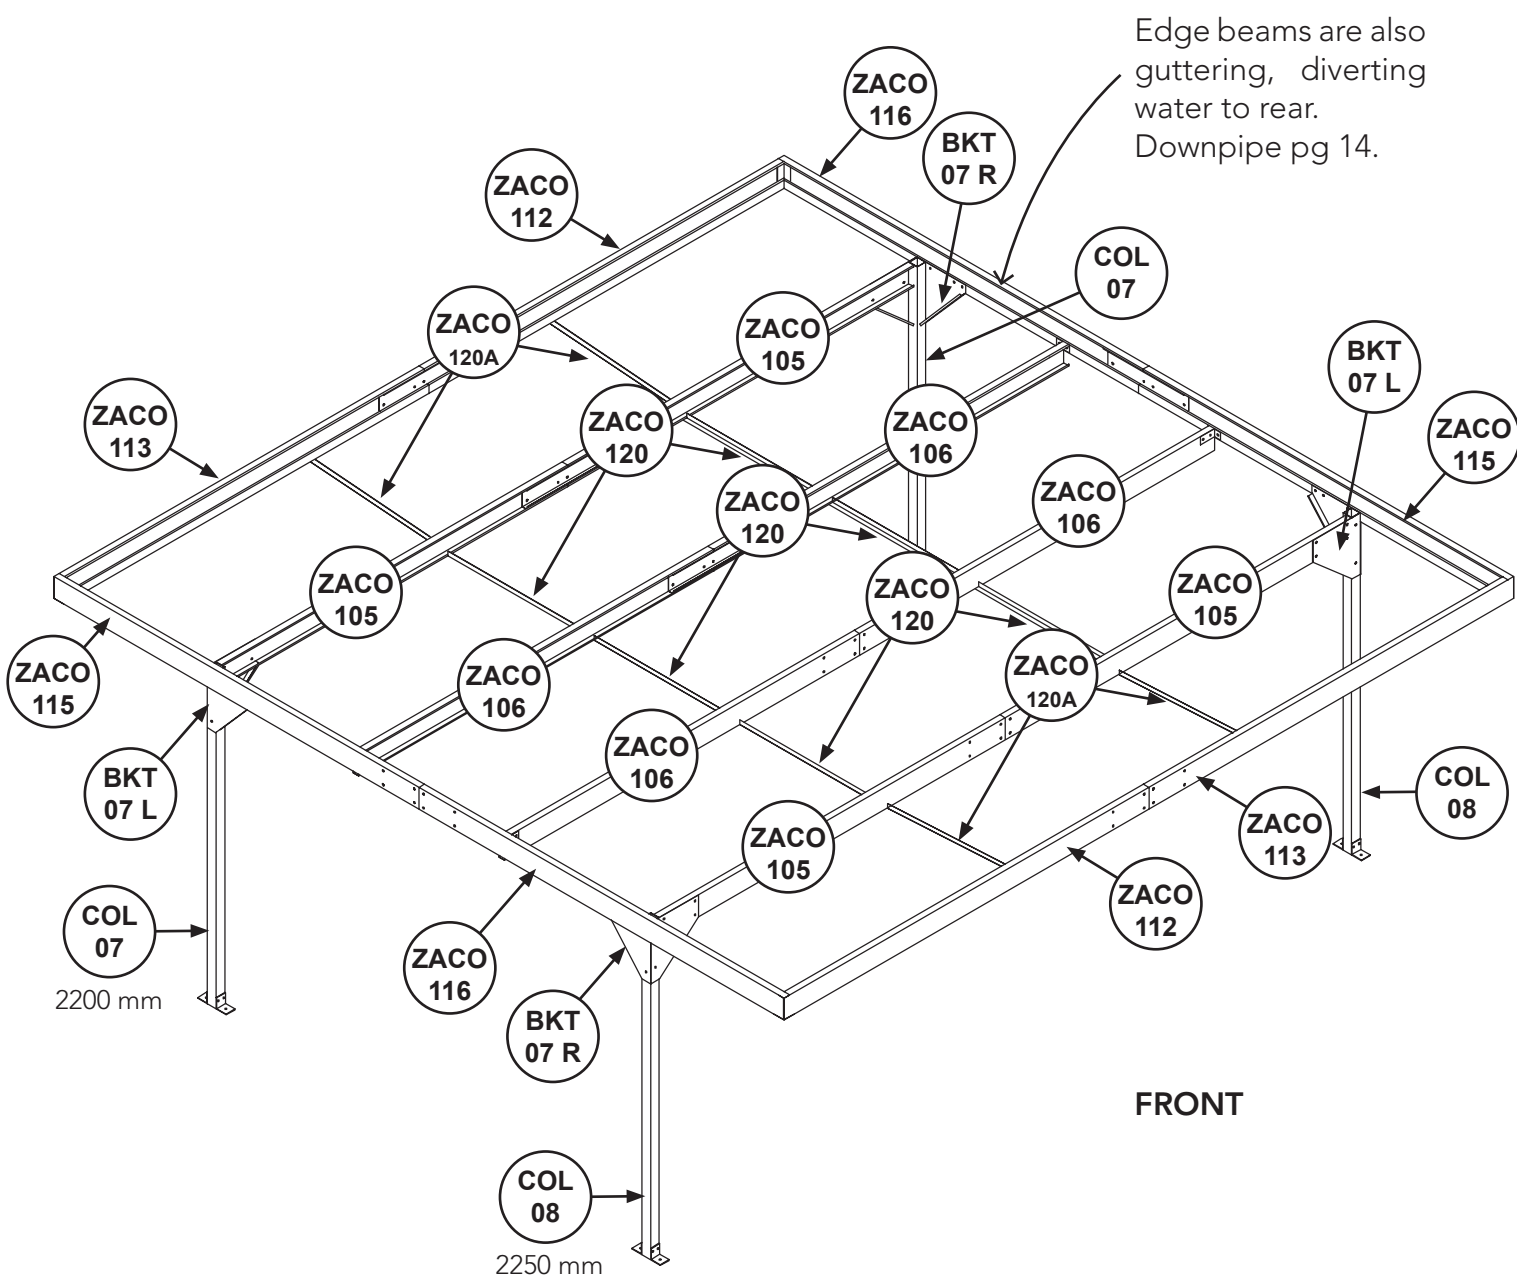 Edge beams are also
guttering, diverting
water to rear.
Downpipe pg 14.
ZACO
116
BKT
07 R
ZACO
112
COL
07
ZACO
120A
ZACO
105
BKT
07 L
ZACO
113
ZACO
120
ZACO
106
ZACO
115
ZACO
120
ZACO
106
ZACO
105
ZACO
120
ZACO
105
ZACO
115
ZACO
106
ZACO
120A
ZACO
106
BKT
07 L
COL
08
ZACO
113
ZACO
105
ZACO
112
COL
07
2200 mm
ZACO
116
BKT
07 R
FRONT
COL
08
2250 mm